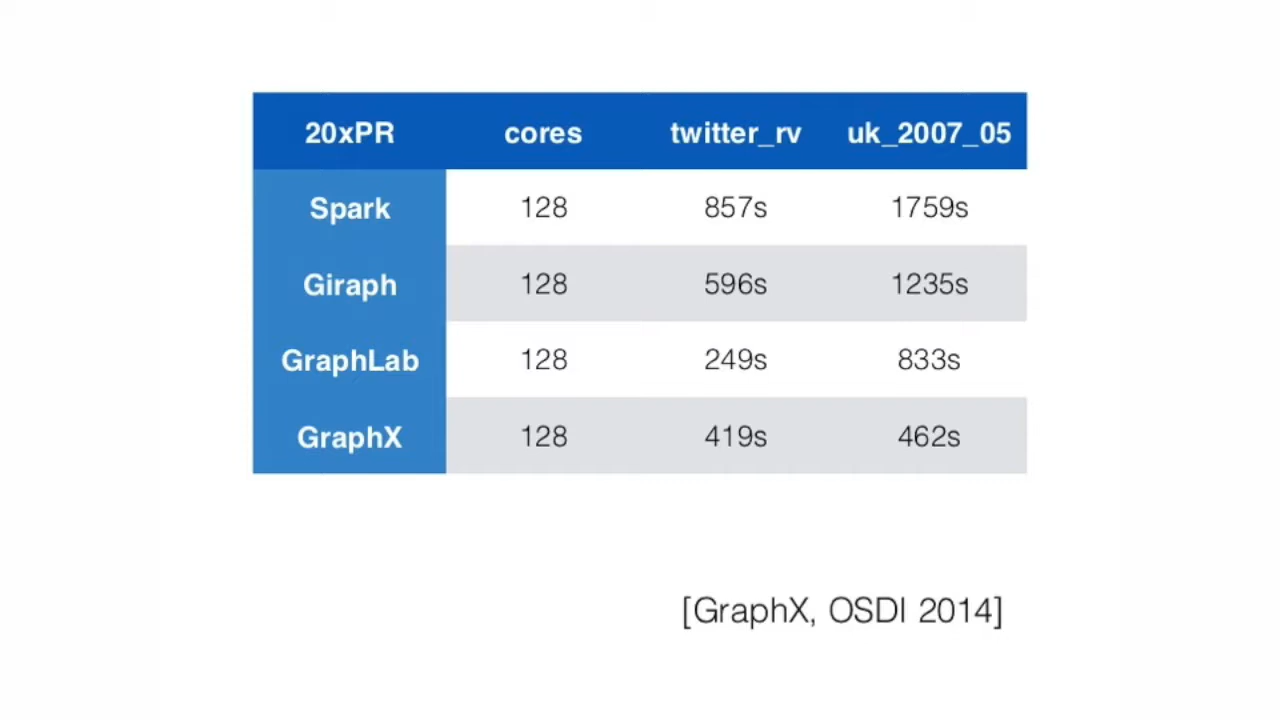 20xPR cores twitter_rv uk_2007_05
Spark 128 857s 1759s
Giraph 128 596s 1235s
GraphLab 128 249s 833s
GraphX 128 419s 462s
[GraphX, OSDI 2014]